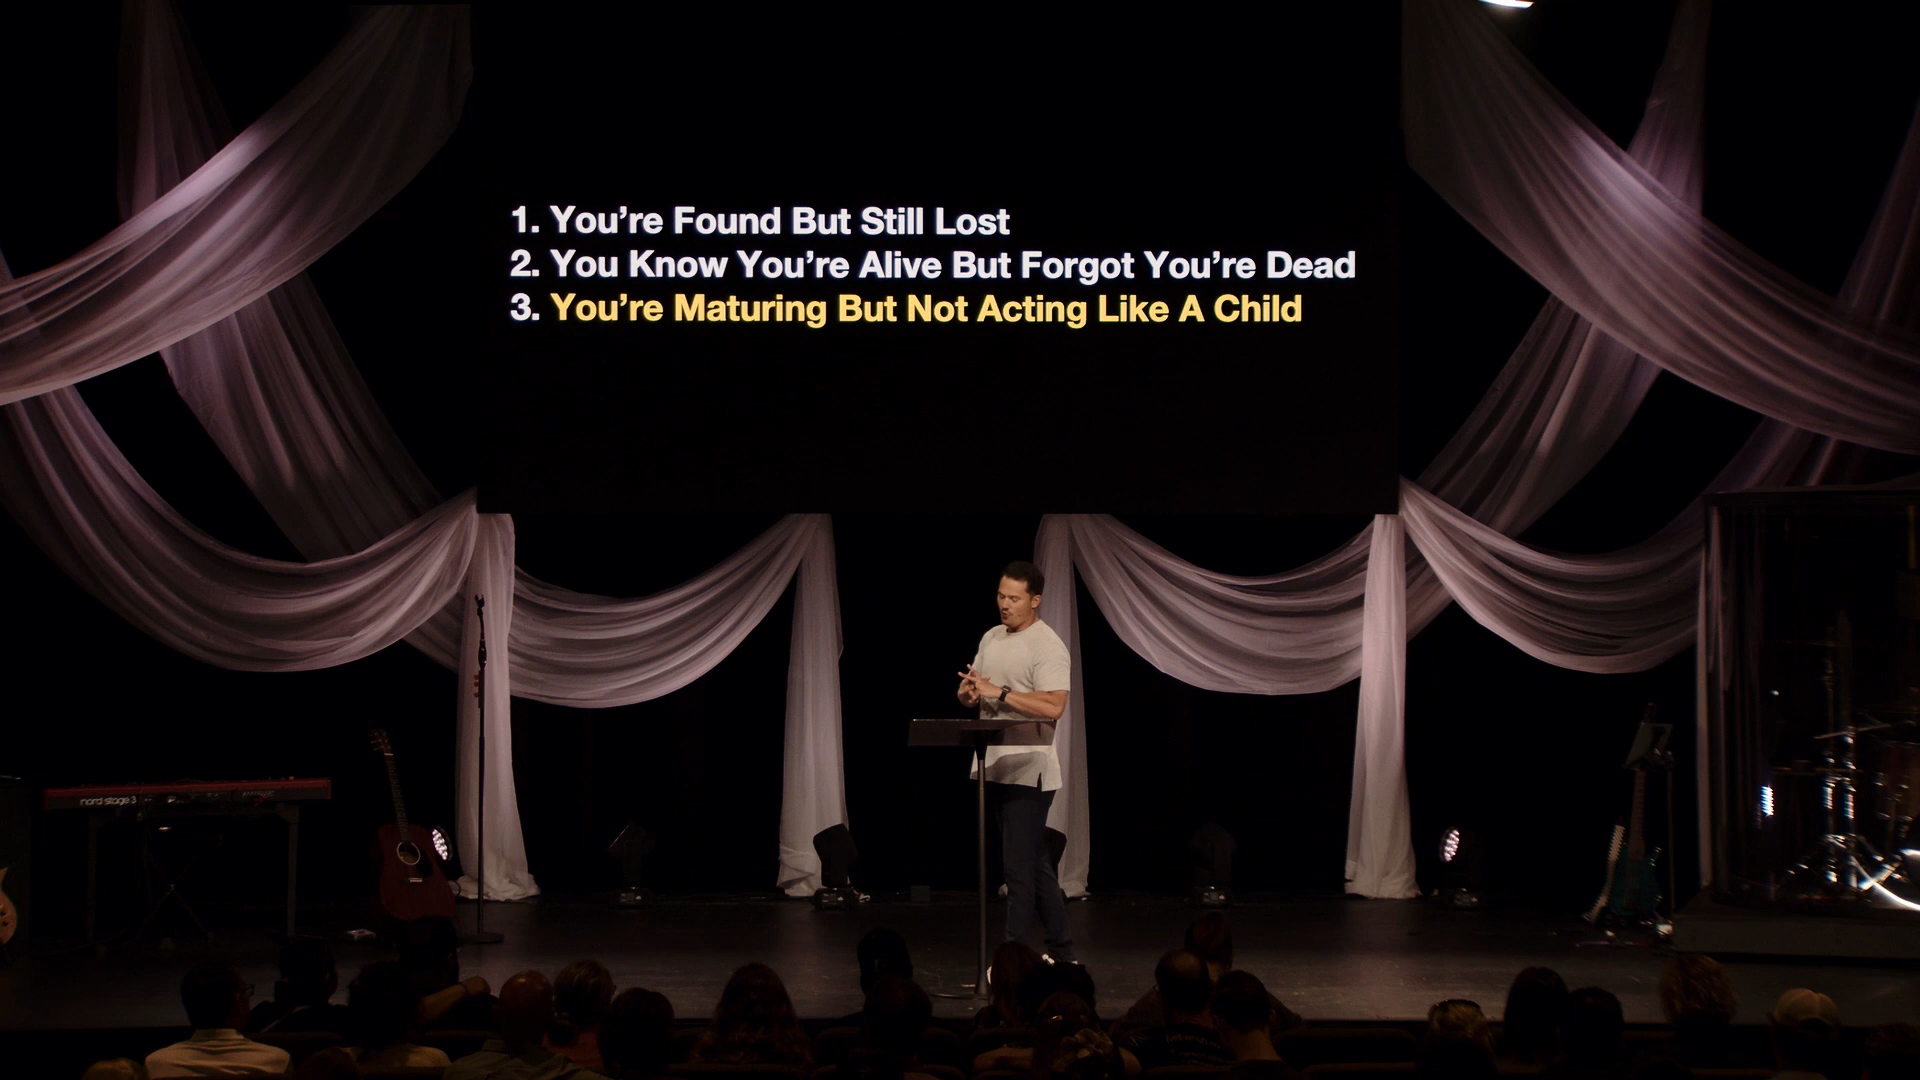 1. You’re Found But Still Lost
2. You Know You’re Alive But Forgot You’re Dead
3. You’re Maturing But Not Acting Like A Child
nord stage 3